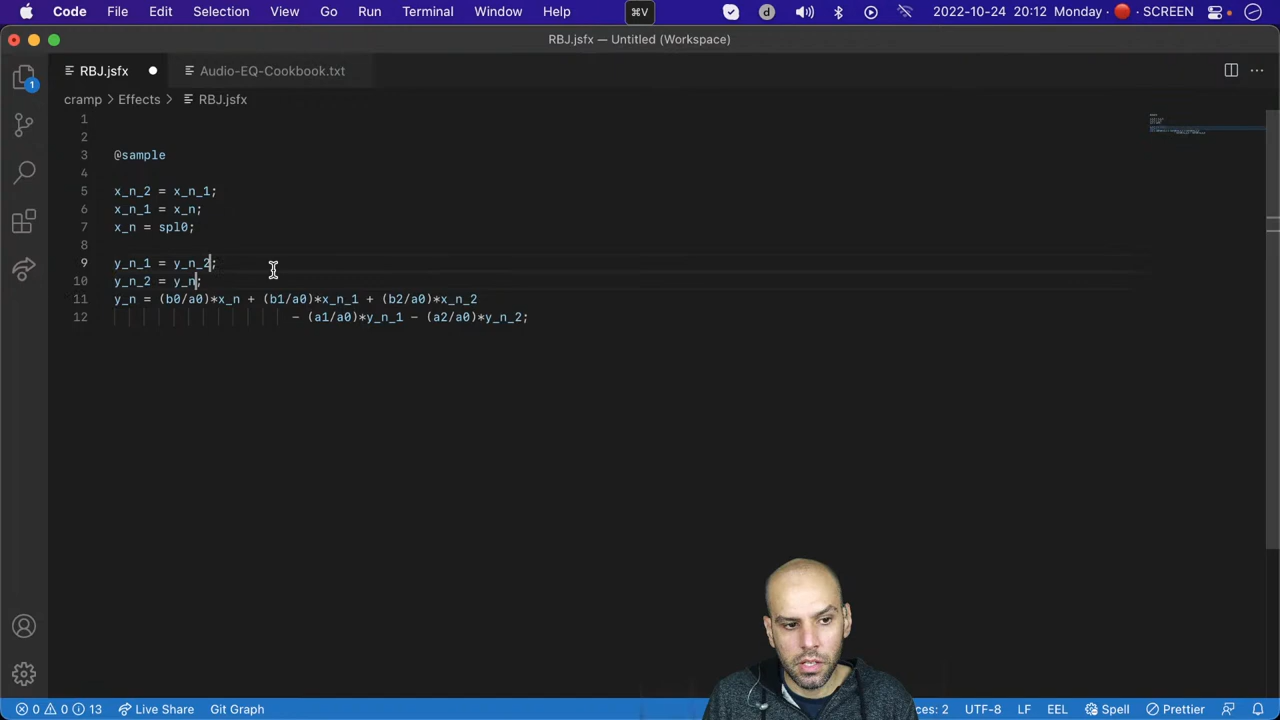 Code File Edit Selection View Go Run Terminal Window Help ⌘V d 2022-10-24 20:12 Monday SCREEN
RBJ.jsfx — Untitled (Workspace)
RBJ.jsfx Audio-EQ-Cookbook.txt
1
cramp > Effects > RBJ.jsfx
1
2
3 @sample
4
5 x_n_2 = x_n_1;
6 x_n_1 = x_n;
7 x_n = spl0;
8
9 y_n_1 = y_n_2;
10 y_n_2 = y_n;
11 y_n = (b0/a0)*x_n + (b1/a0)*x_n_1 + (b2/a0)*x_n_2
12 - (a1/a0)*y_n_1 - (a2/a0)*y_n_2;
0 0 13 Live Share Git Graph ces: 2 UTF-8 LF EEL Spell Prettier